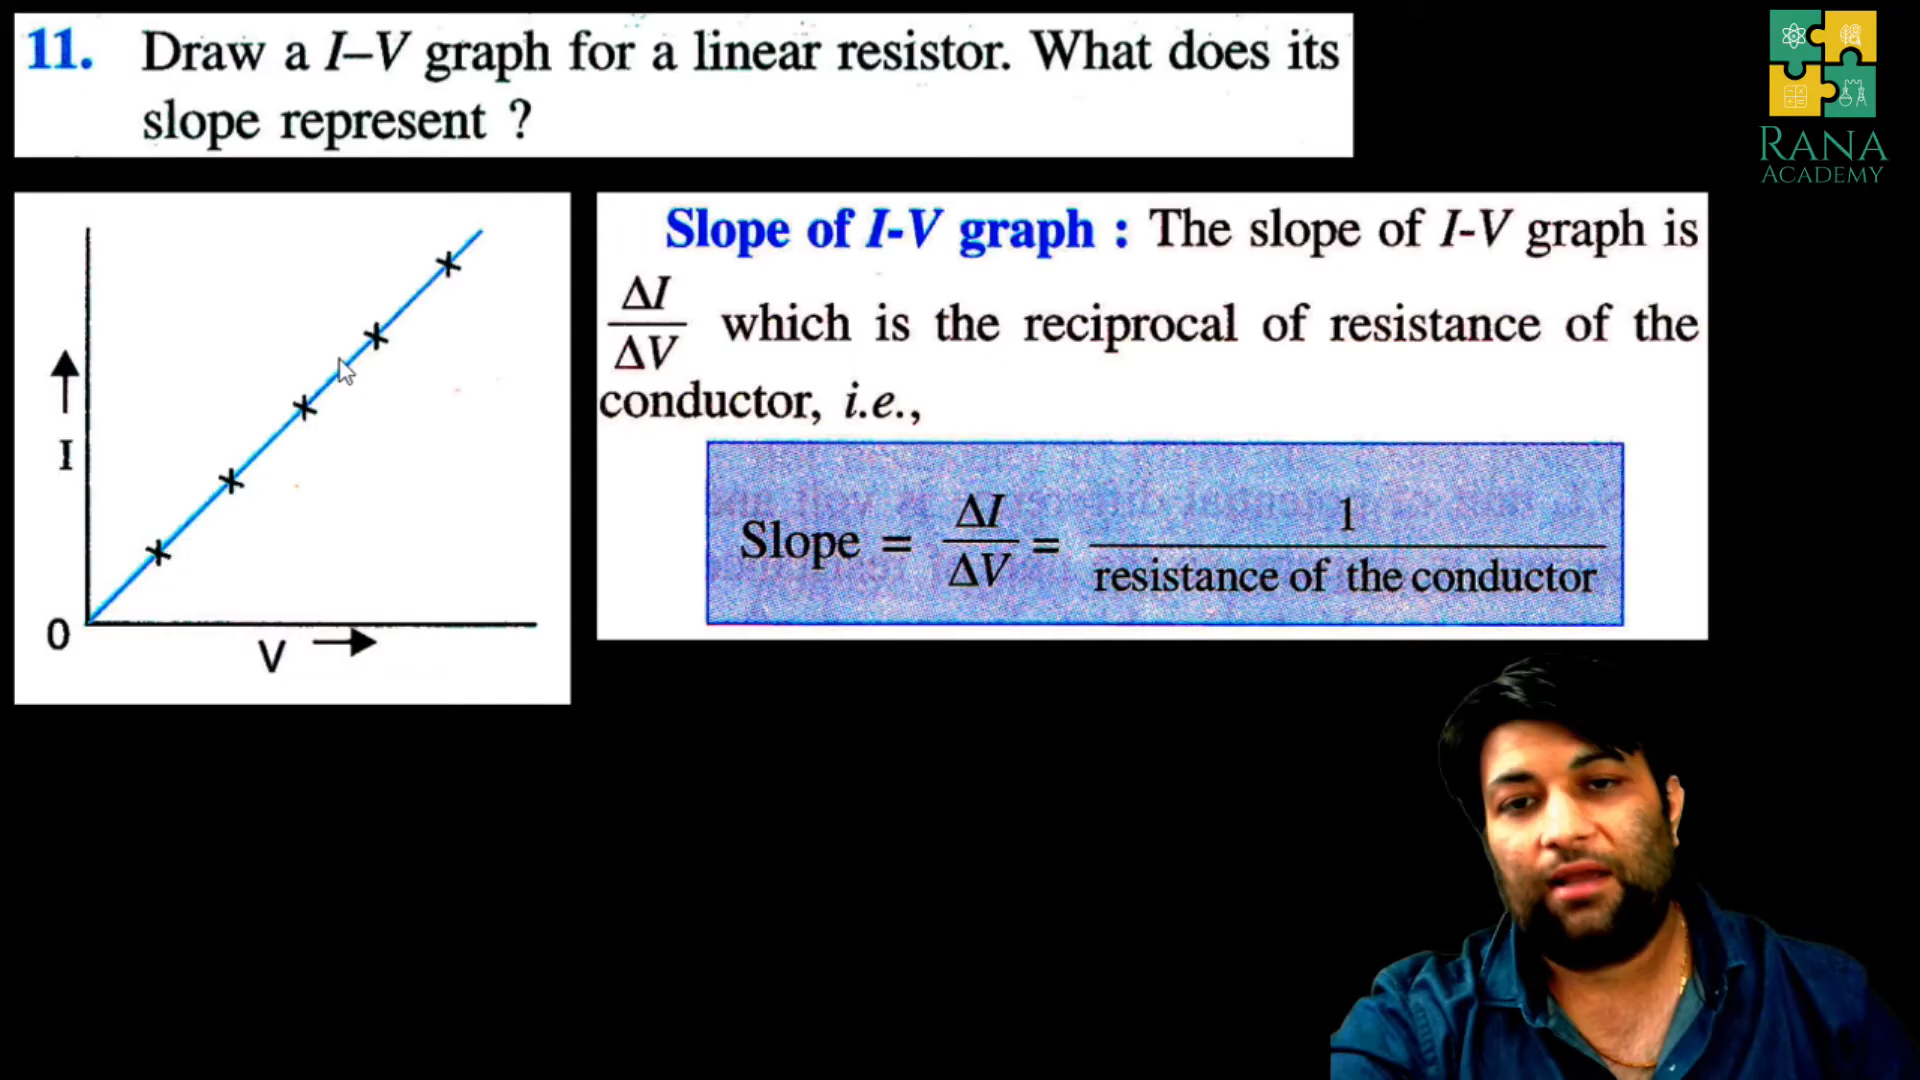 11. Draw a I–V graph for a linear resistor. What does its
slope represent ?
RANA
ACADEMY
I
0
V
Slope of I-V graph : The slope of I-V graph is
ΔI/ΔV which is the reciprocal of resistance of the
conductor, i.e.,
Slope = ΔI/ΔV = 1/resistance of the conductor